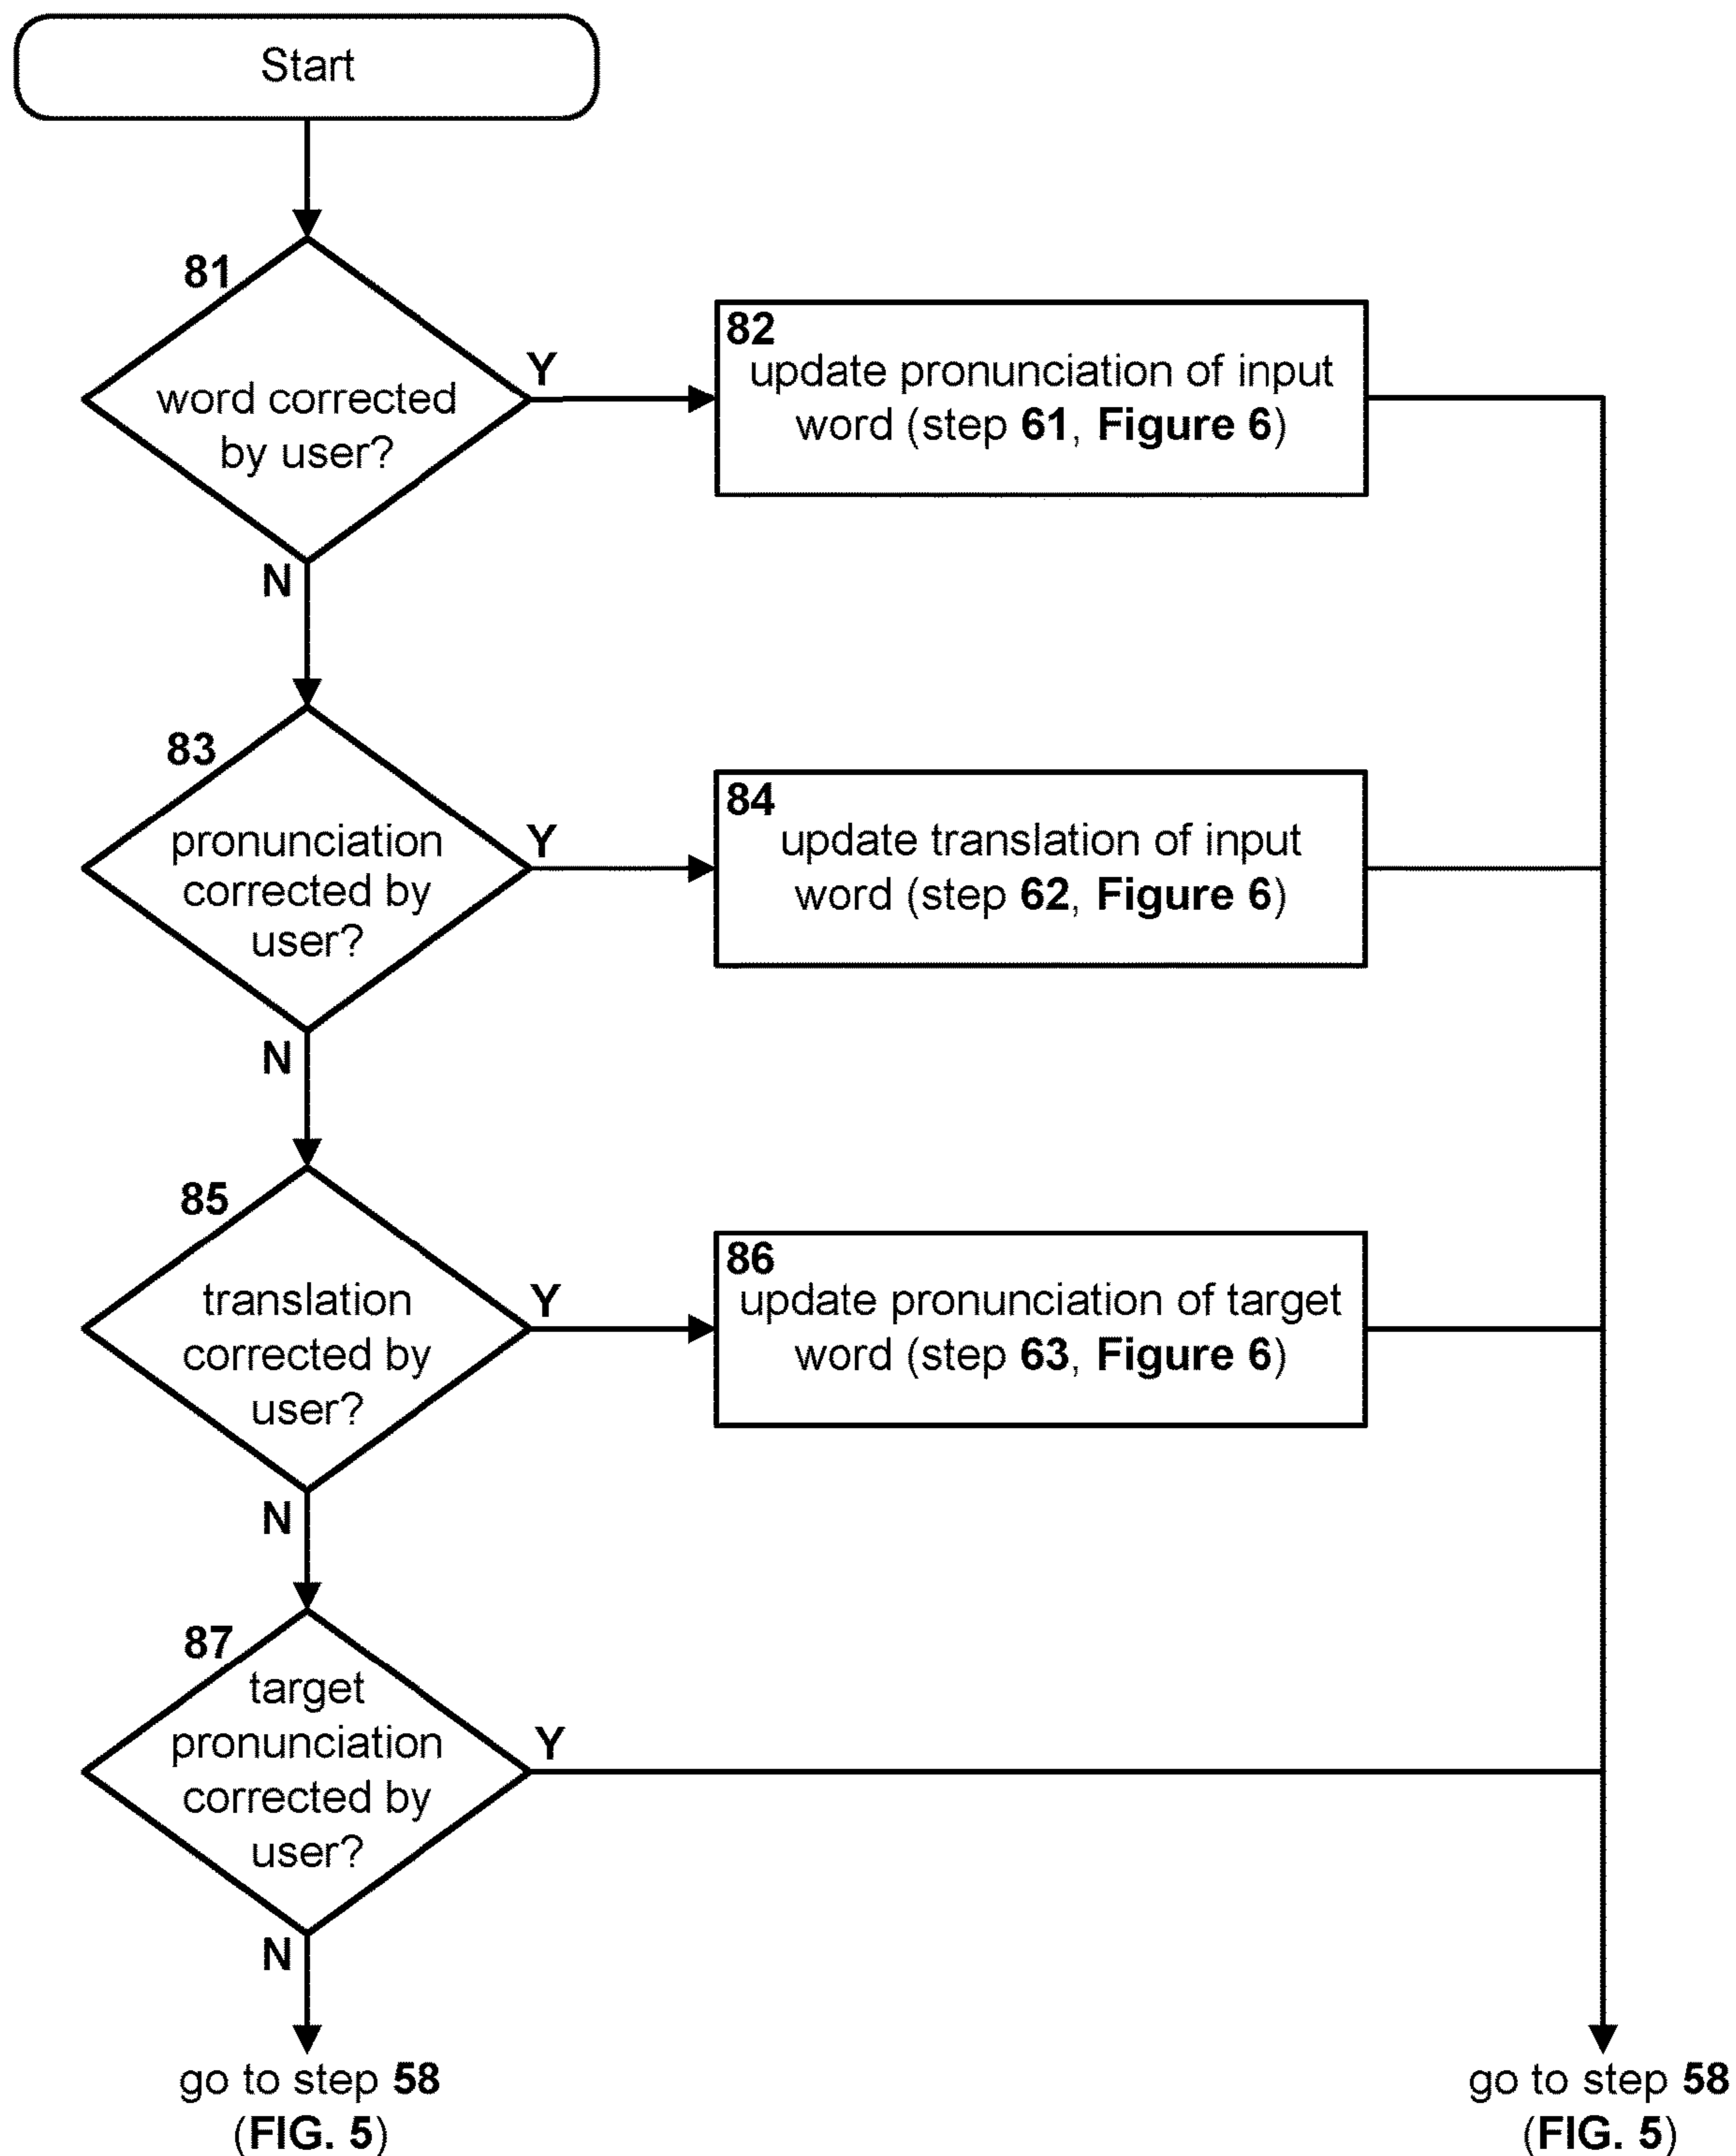 Start
81
word corrected
by user?
Y
82
update pronunciation of input
word (step 61, Figure 6)
N
83
pronunciation
corrected by
user?
Y
84
update translation of input
word (step 62, Figure 6)
N
85
translation
corrected by
user?
Y
86
update pronunciation of target
word (step 63, Figure 6)
N
87
target
pronunciation
corrected by
user?
Y
N
go to step 58
(FIG. 5)
go to step 58
(FIG. 5)